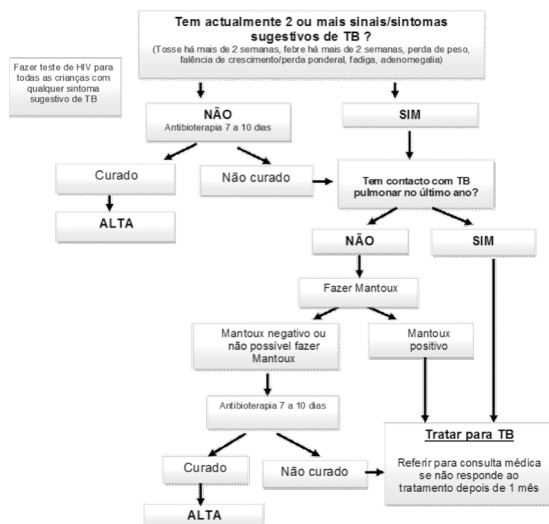 Tem actualmente 2 ou mais sinais/sintomas
sugestivos de TB ?
(Tosse há mais de 2 semanas, febre há mais de 2 semanas, perda de peso,
falência de crescimento/perda ponderal, fadiga, adenomegalia)
Fazer teste de HIV para
todas as crianças com
qualquer sintoma
sugestivo de TB
NÃO
Antibioterapia 7 a 10 dias
SIM
Curado
Não curado
Tem contacto com TB
pulmonar no último ano?
ALTA
NÃO
SIM
Fazer Mantoux
Mantoux negativo ou
não possível fazer
Mantoux
Mantoux
positivo
Antibioterapia 7 a 10 dias
Tratar para TB
Referir para consulta médica
se não responde ao
tratamento depois de 1 mês
Curado
Não curado
ALTA